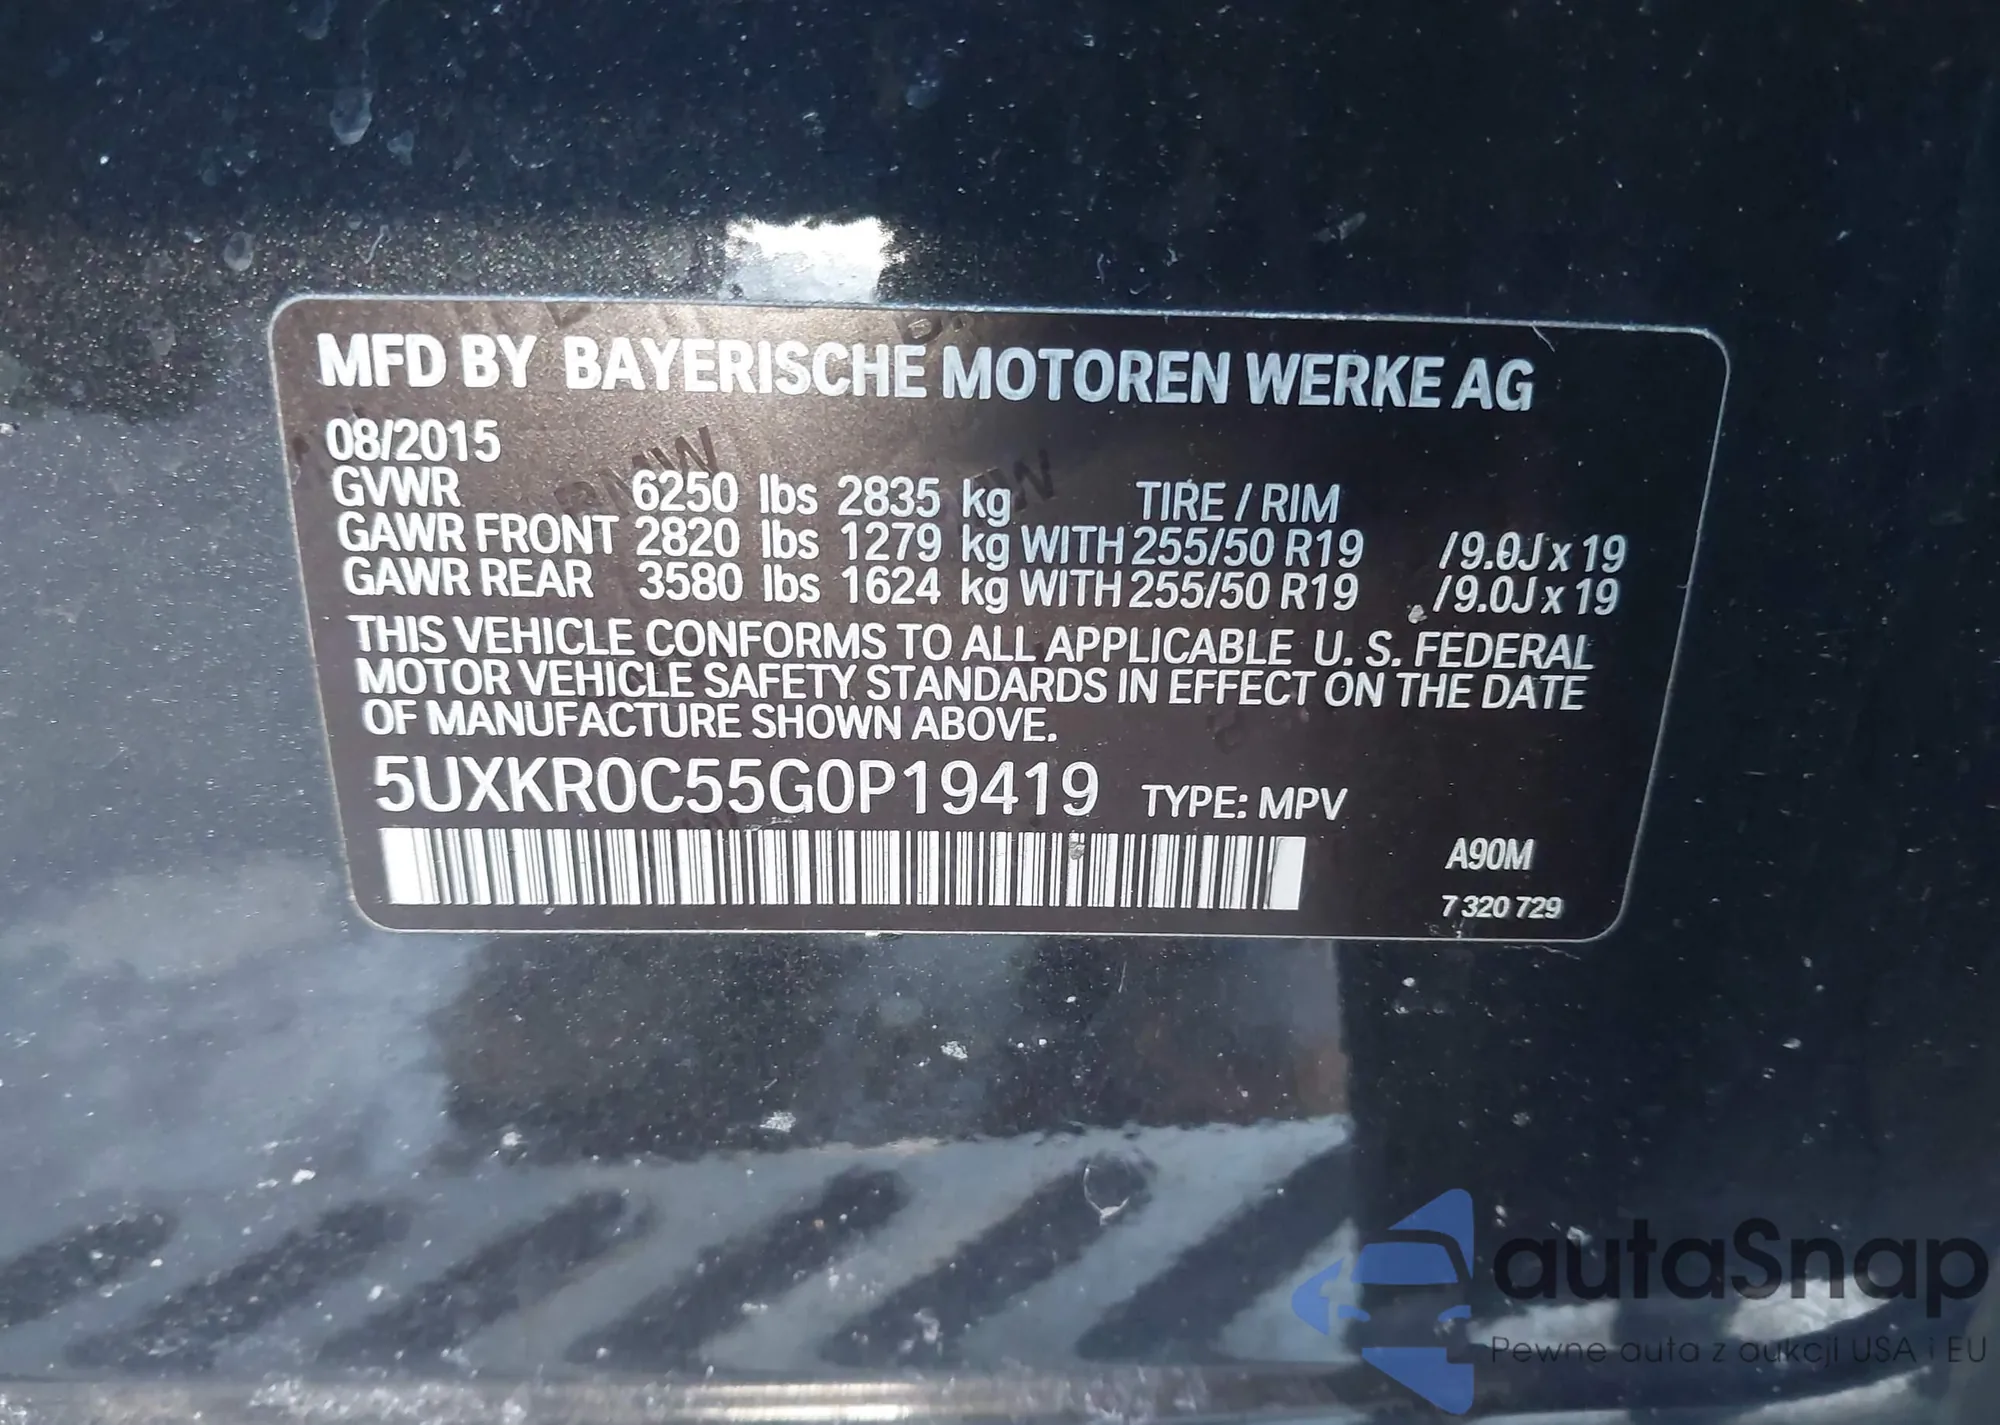 MFD BY BAYERISCHE MOTOREN WERKE AG
08/2015
GVWR 6250 lbs 2835 kg TIRE / RIM
GAWR FRONT 2820 lbs 1279 kg WITH 255/50 R19 /9.0J x 19
GAWR REAR 3580 lbs 1624 kg WITH 255/50 R19 /9.0J x 19
THIS VEHICLE CONFORMS TO ALL APPLICABLE U. S. FEDERAL
MOTOR VEHICLE SAFETY STANDARDS IN EFFECT ON THE DATE
OF MANUFACTURE SHOWN ABOVE.
5UXKR0C55G0P19419 TYPE: MPV
A90M
7 320 729
autaSnap
Pewne auta z aukcji USA i EU